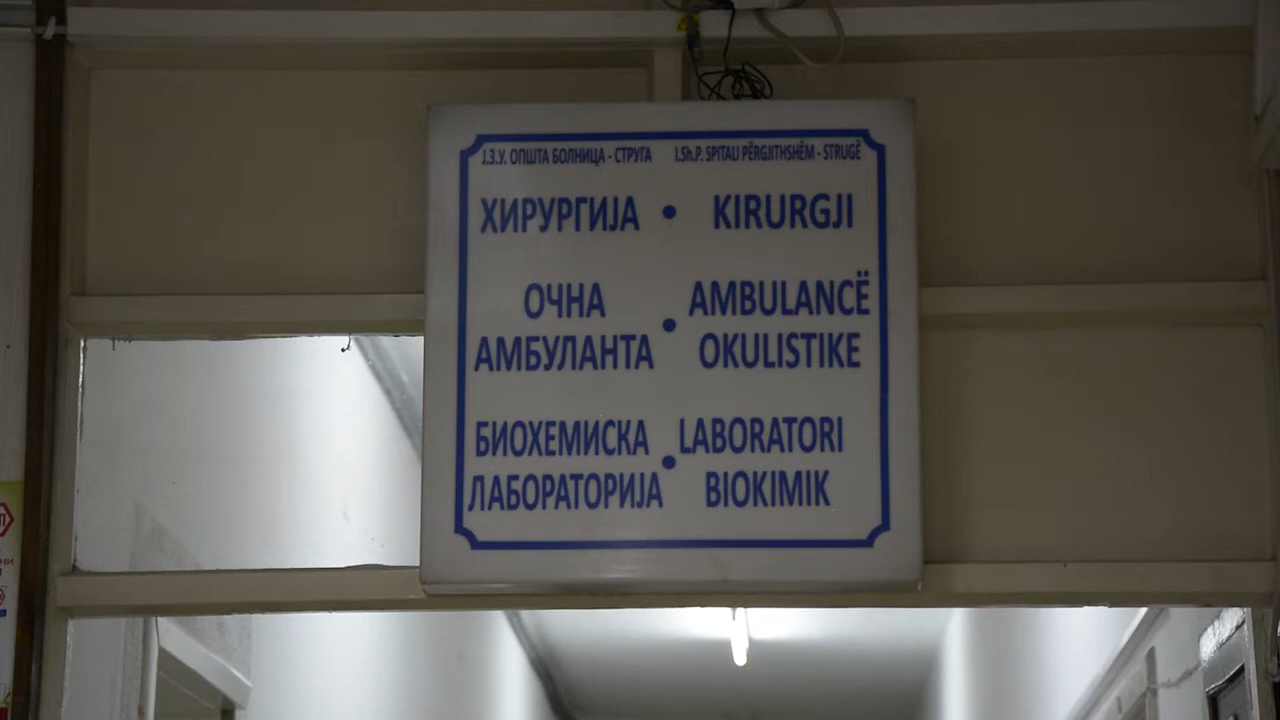 Ј.З.У. ОПШТА БОЛНИЦА - СТРУГА I.Sh.P. SPITALI PËRGJITHSHËM - STRUGË
ХИРУРГИЈА • KIRURGJI
ОЧНА АМБУЛАНТА • AMBULANCË OKULISTIKE
БИОХЕМИСКА ЛАБОРАТОРИЈА • LABORATORI BIOKIMIK